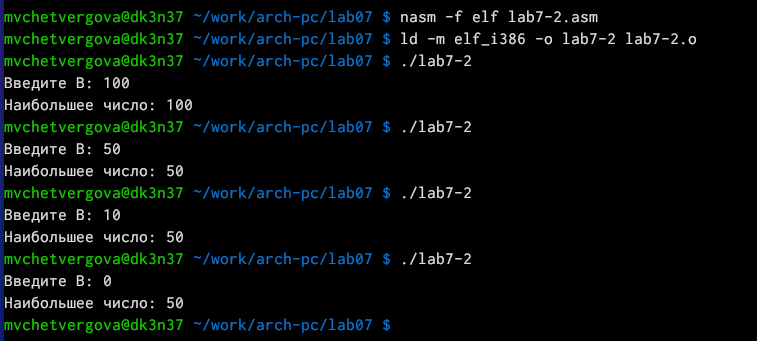 mvchetvergova@dk3n37 ~/work/arch-pc/lab07 $ nasm -f elf lab7-2.asm
mvchetvergova@dk3n37 ~/work/arch-pc/lab07 $ ld -m elf_i386 -o lab7-2 lab7-2.o
mvchetvergova@dk3n37 ~/work/arch-pc/lab07 $ ./lab7-2
Введите B: 100
Наибольшее число: 100
mvchetvergova@dk3n37 ~/work/arch-pc/lab07 $ ./lab7-2
Введите B: 50
Наибольшее число: 50
mvchetvergova@dk3n37 ~/work/arch-pc/lab07 $ ./lab7-2
Введите B: 10
Наибольшее число: 50
mvchetvergova@dk3n37 ~/work/arch-pc/lab07 $ ./lab7-2
Введите B: 0
Наибольшее число: 50
mvchetvergova@dk3n37 ~/work/arch-pc/lab07 $